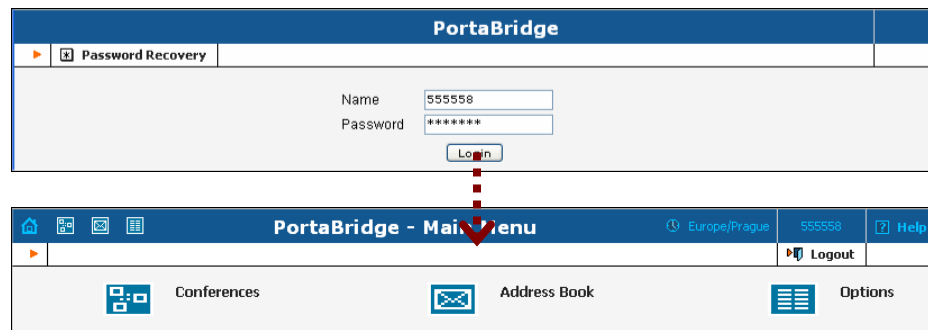 PortaBridge
Password Recovery
Name 555558
Password *******
Login
PortaBridge - Main Menu Europe/Prague 555558 ? Help
Logout
Conferences Address Book Options